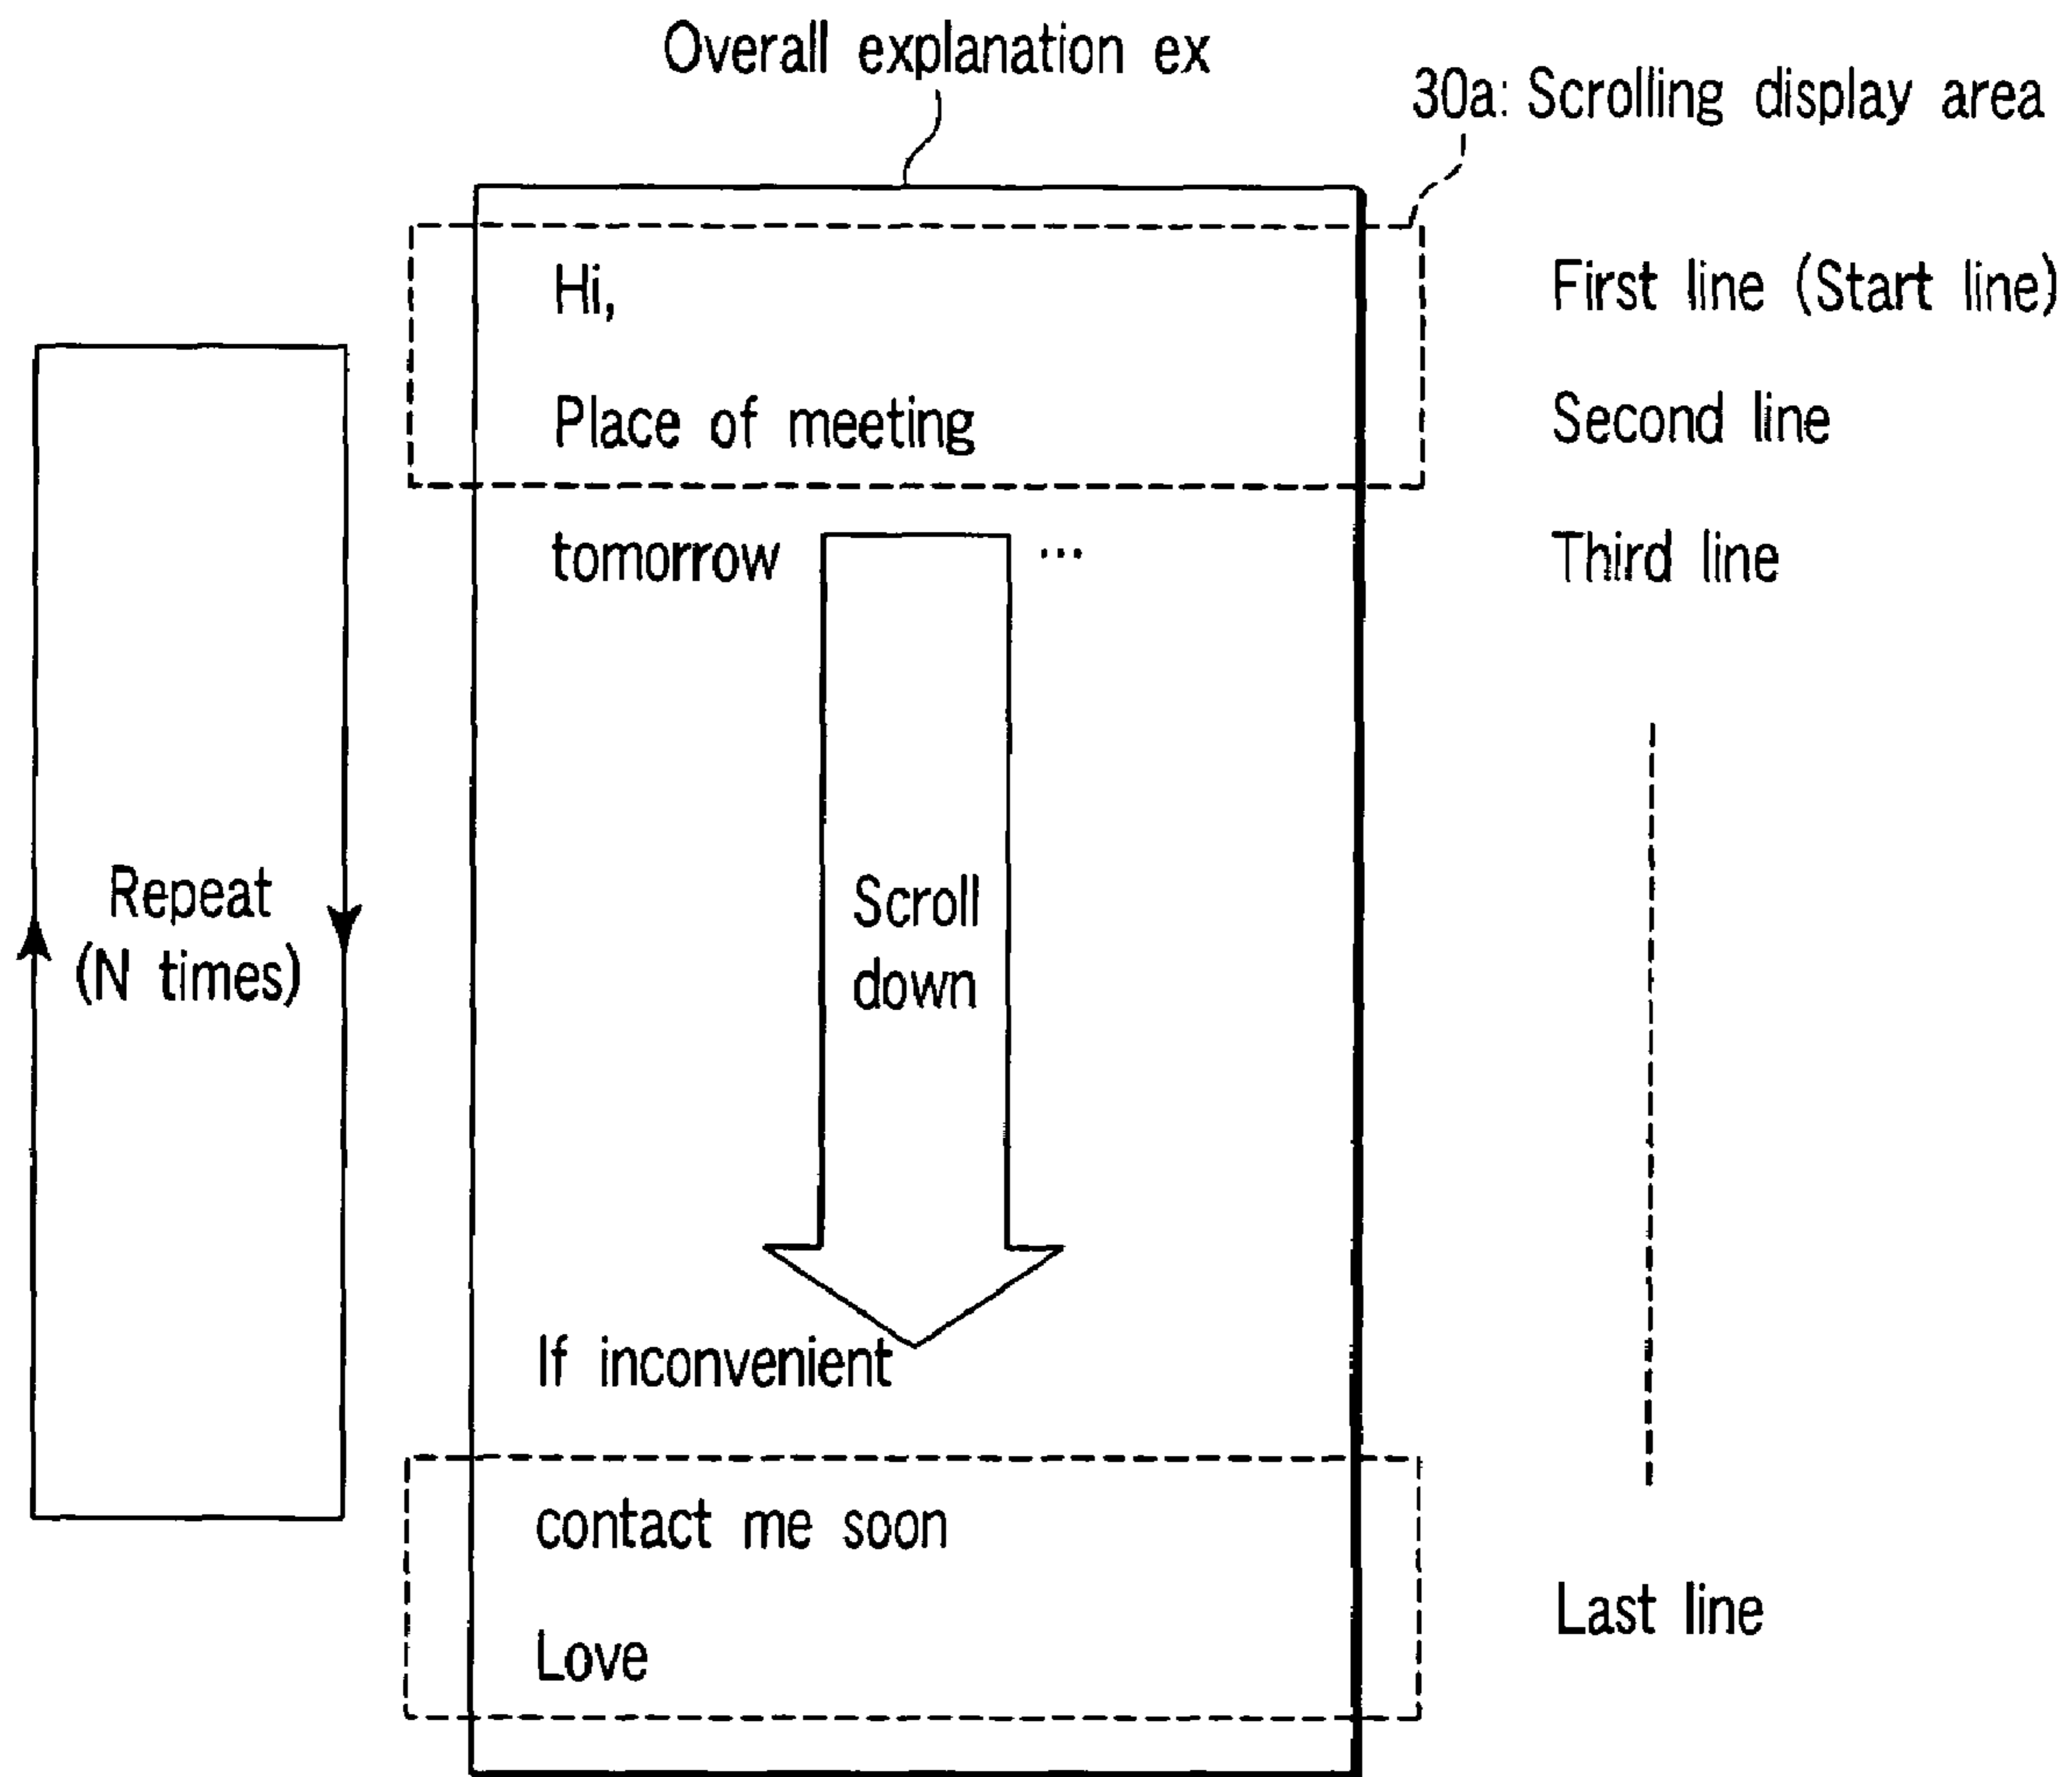 Overall explanation ex
30a: Scrolling display area
Hi,
First line (Start line)
Place of meeting
Second line
tomorrow ...
Third line
Repeat
(N times)
Scroll
down
If inconvenient
contact me soon
Last line
Love